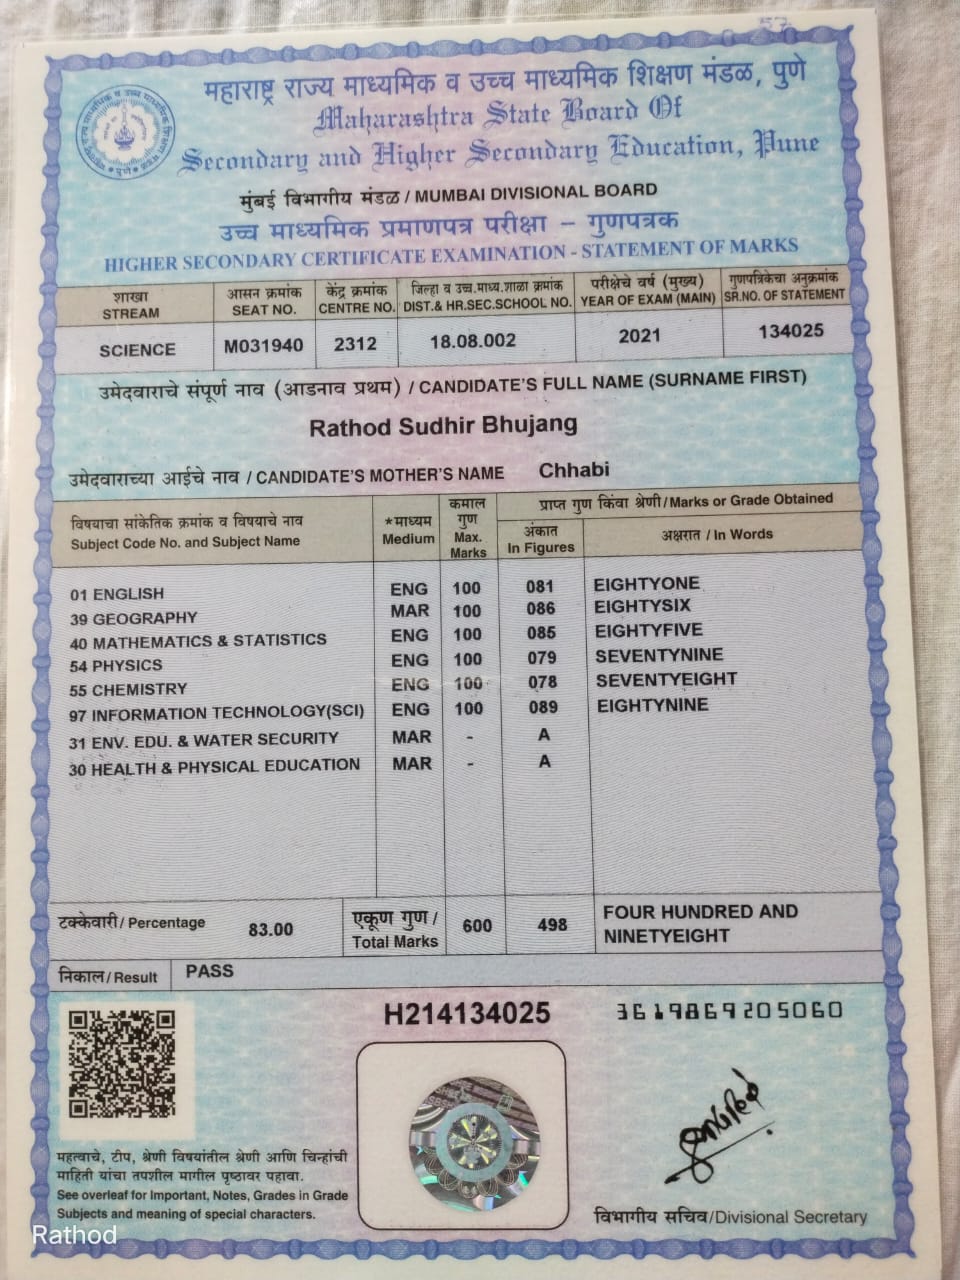 57
महाराष्ट्र राज्य माध्यमिक व उच्च माध्यमिक शिक्षण मंडळ, पुणे
Maharashtra State Board Of
Secondary and Higher Secondary Education, Pune
मुंबई विभागीय मंडळ / MUMBAI DIVISIONAL BOARD
उच्च माध्यमिक प्रमाणपत्र परीक्षा – गुणपत्रक
HIGHER SECONDARY CERTIFICATE EXAMINATION - STATEMENT OF MARKS
शाखा STREAM
आसन क्रमांक SEAT NO.
केंद्र क्रमांक CENTRE NO.
जिल्हा व उच्च.माध्य.शाळा क्रमांक DIST.& HR.SEC.SCHOOL NO.
परीक्षेचे वर्ष (मुख्य) YEAR OF EXAM (MAIN)
गुणपत्रिकेचा अनुक्रमांक SR.NO. OF STATEMENT
SCIENCE M031940 2312 18.08.002 2021 134025
उमेदवाराचे संपूर्ण नाव (आडनाव प्रथम) / CANDIDATE'S FULL NAME (SURNAME FIRST)
Rathod Sudhir Bhujang
उमेदवाराच्या आईचे नाव / CANDIDATE'S MOTHER'S NAME Chhabi
विषयाचा सांकेतिक क्रमांक व विषयाचे नाव
Subject Code No. and Subject Name
*माध्यम
Medium
कमाल
गुण
Max.
Marks
प्राप्त गुण किंवा श्रेणी/Marks or Grade Obtained
अंकात
In Figures
अक्षरात / In Words
01 ENGLISH ENG 100 081 EIGHTYONE
39 GEOGRAPHY MAR 100 086 EIGHTYSIX
40 MATHEMATICS & STATISTICS ENG 100 085 EIGHTYFIVE
54 PHYSICS ENG 100 079 SEVENTYNINE
55 CHEMISTRY ENG 100 078 SEVENTYEIGHT
97 INFORMATION TECHNOLOGY(SCI) ENG 100 089 EIGHTYNINE
31 ENV. EDU. & WATER SECURITY MAR - A
30 HEALTH & PHYSICAL EDUCATION MAR - A
टक्केवारी/ Percentage 83.00
एकूण गुण /
Total Marks
600 498
FOUR HUNDRED AND
NINETYEIGHT
निकाल/ Result PASS
H214134025 3619869205060
महत्वाचे, टीप, श्रेणी विषयांतील श्रेणी आणि चिन्हांची
माहिती यांचा तपशील मागील पृष्ठावर पहावा.
See overleaf for Important, Notes, Grades in Grade
Subjects and meaning of special characters.
विभागीय सचिव/Divisional Secretary
Rathod